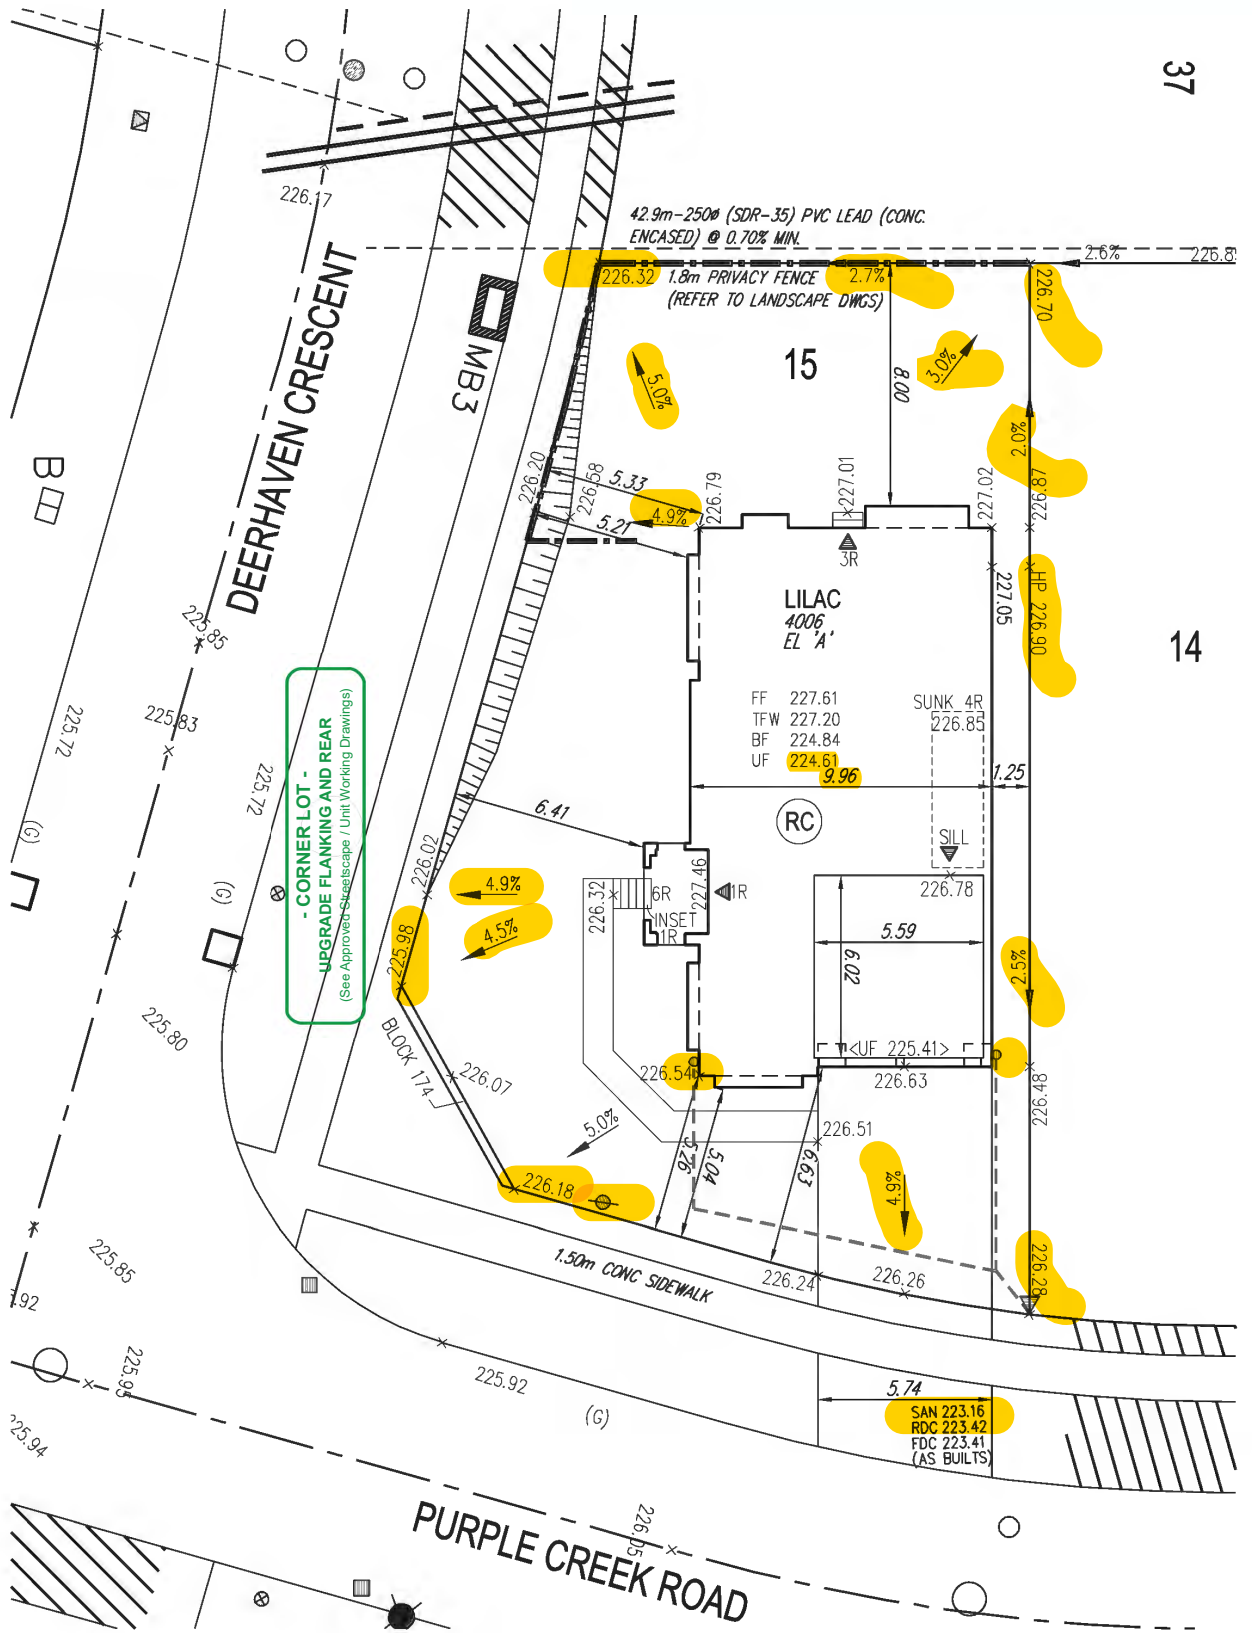 37
226.17
42.9m-250ø (SDR-35) PVC LEAD (CONC.
ENCASED) @ 0.70% MIN.
2.6%
226.32
1.8m PRIVACY FENCE
(REFER TO LANDSCAPE DWGS)
2.7%
226.70
DEERHAVEN CRESCENT
MB3
15
5.0%
3.0%
8.00
2.0%
B
226.20
226.58
5.33
4.9%
5.21
226.79
227.01
227.02
226.87
3R
227.05
HP 226.90
LILAC
4006
EL 'A'
14
225.85
225.83
225.72
225.72
(G)
(G)
- CORNER LOT -
UPGRADE FLANKING AND REAR
(See Approved Streetscape / Unit Working Drawings)
FF 227.61
TFW 227.20
BF 224.84
UF 224.61
SUNK 4R
226.85
9.96
1.25
RC
SILL
226.78
6.41
226.02
4.9%
4.5%
225.98
226.32
6R
INSET
1R
227.46
1R
5.59
6.02
2.5%
<UF 225.41>
226.63
226.54
226.48
225.80
BLOCK 174
226.07
5.0%
226.51
5.26
5.04
6.63
4.9%
226.18
1.50m CONC SIDEWALK
226.24
226.26
226.28
225.85
225.95
225.94
225.92
(G)
5.74
SAN 223.16
RDC 223.42
FDC 223.41
(AS BUILTS)
PURPLE CREEK ROAD
226.05